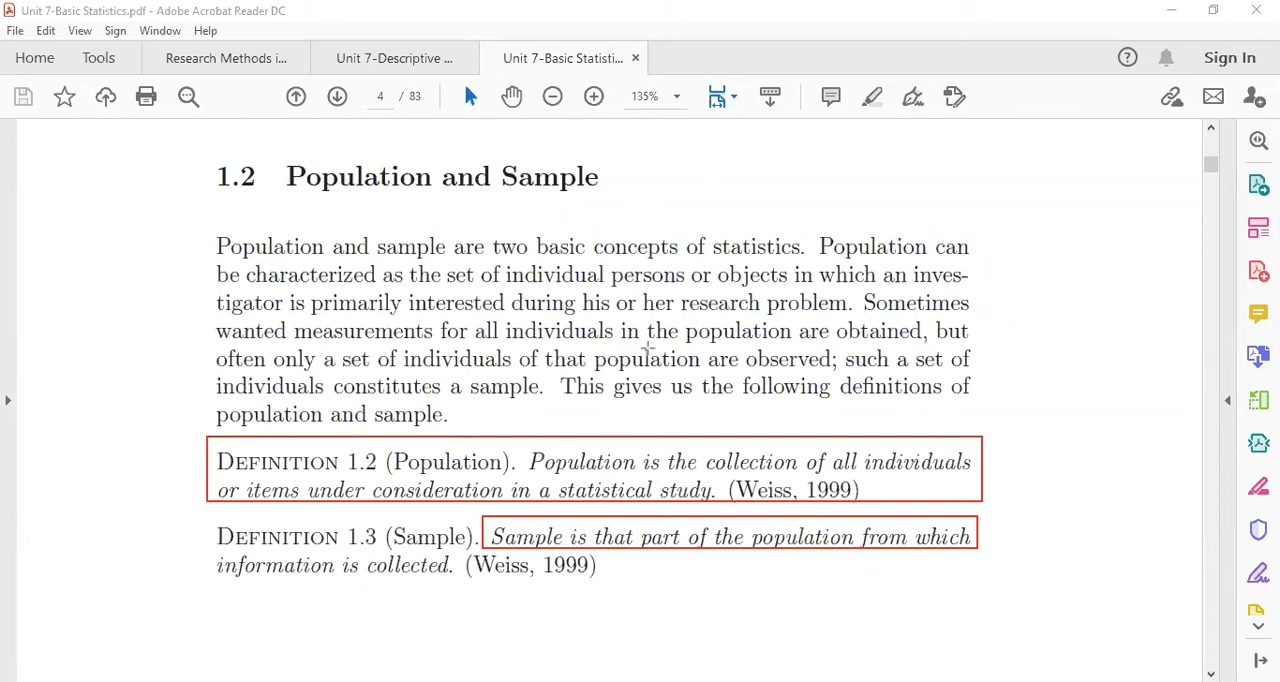 Unit 7-Basic Statistics.pdf - Adobe Acrobat Reader DC
File Edit View Sign Window Help
Home Tools Research Methods i... Unit 7-Descriptive ... Unit 7-Basic Statisti... × Sign In
4 / 83 135%
1.2 Population and Sample
Population and sample are two basic concepts of statistics. Population can
be characterized as the set of individual persons or objects in which an inves-
tigator is primarily interested during his or her research problem. Sometimes
wanted measurements for all individuals in the population are obtained, but
often only a set of individuals of that population are observed; such a set of
individuals constitutes a sample. This gives us the following definitions of
population and sample.
DEFINITION 1.2 (Population). Population is the collection of all individuals
or items under consideration in a statistical study. (Weiss, 1999)
DEFINITION 1.3 (Sample). Sample is that part of the population from which
information is collected. (Weiss, 1999)